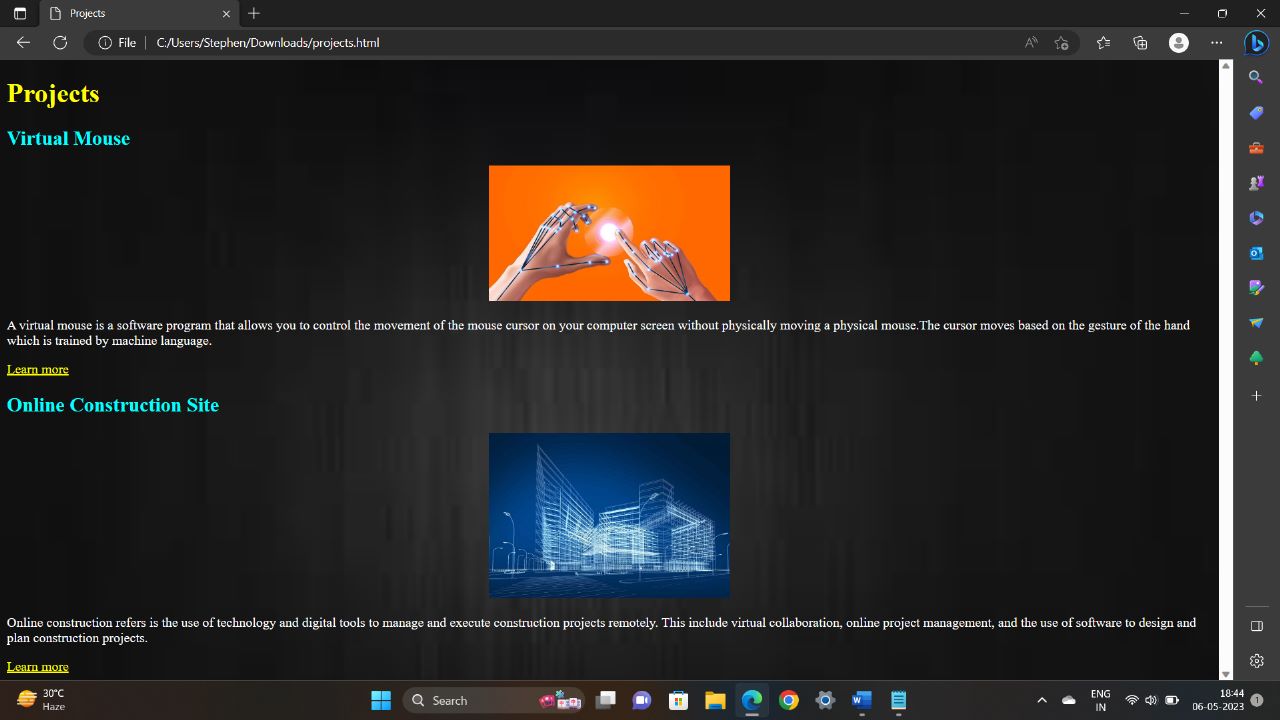 Projects
File
C:/Users/Stephen/Downloads/projects.html
Projects
Virtual Mouse
A virtual mouse is a software program that allows you to control the movement of the mouse cursor on your computer screen without physically moving a physical mouse.The cursor moves based on the gesture of the hand
which is trained by machine language.
Learn more
Online Construction Site
Online construction refers is the use of technology and digital tools to manage and execute construction projects remotely. This include virtual collaboration, online project management, and the use of software to design and
plan construction projects.
Learn more
30°C
Haze
Search
ENG
IN
18:44
06-05-2023
1